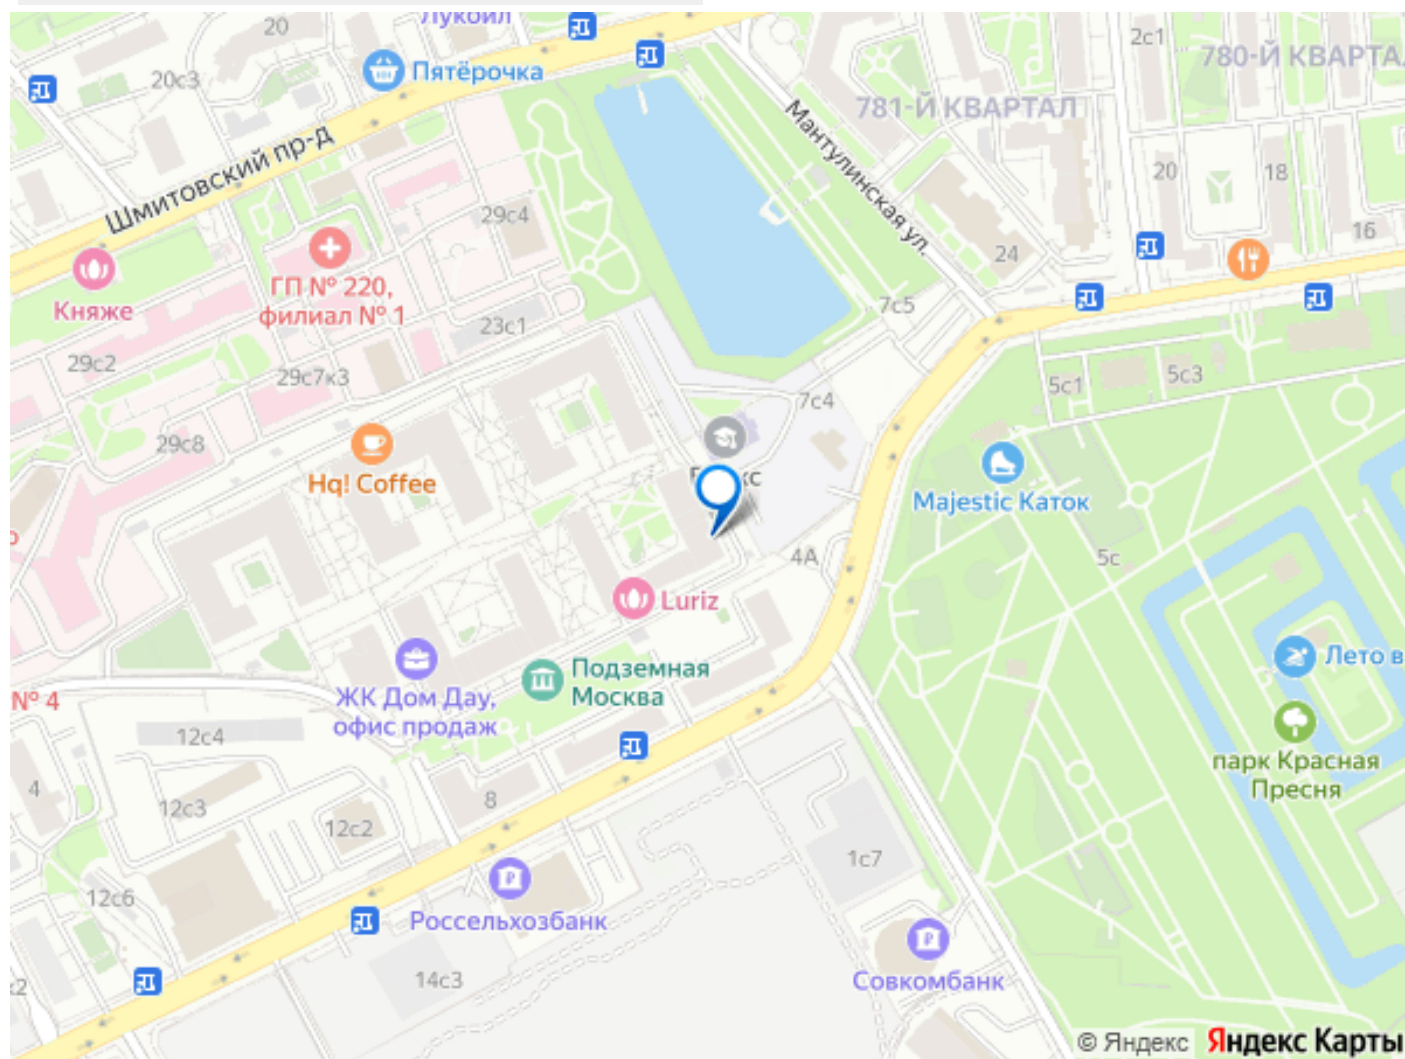 Лукойл
20
2с1
780-Й КВАРТА
20с3
Пятёрочка
781-Й КВАРТАЛ
Мантулинская ул.
Шмитовский пр-д
20
18
29с4
16
24
ГП № 220,
филиал № 1
Княже
7с5
23с1
29с2
29с7к3
5с1
5с3
7с4
29с8
Hq! Coffee
Majestic Каток
4А
5с
Luriz
Лето в
Подземная
Москва
№ 4
ЖК Дом Дау,
офис продаж
12с4
парк Красная
Пресня
4
12с3
8
12с2
1с7
12с6
Россельхозбанк
14с3
Совкомбанк
© Яндекс Яндекс Карты